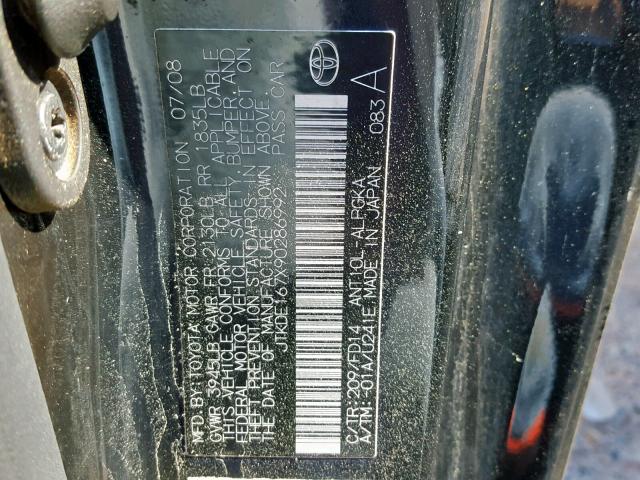 MFD BY:TOYOTA MOTOR CORPORATION 07/08
GVWR 3945LB GAWR FR 2130LB RR 1835LB
THIS VEHICLE CONFORMS TO ALL APPLICABLE
FEDERAL MOTOR VEHICLE SAFETY, BUMPER, AND
THEFT PREVENTION STANDARDS IN EFFECT ON
THE DATE OF MANUFACTURE SHOWN ABOVE.
PASS CAR
C/TR:209/FD14 ANT10L-ALPGKA
A/TM:-01A/U241E MADE IN JAPAN
083 A